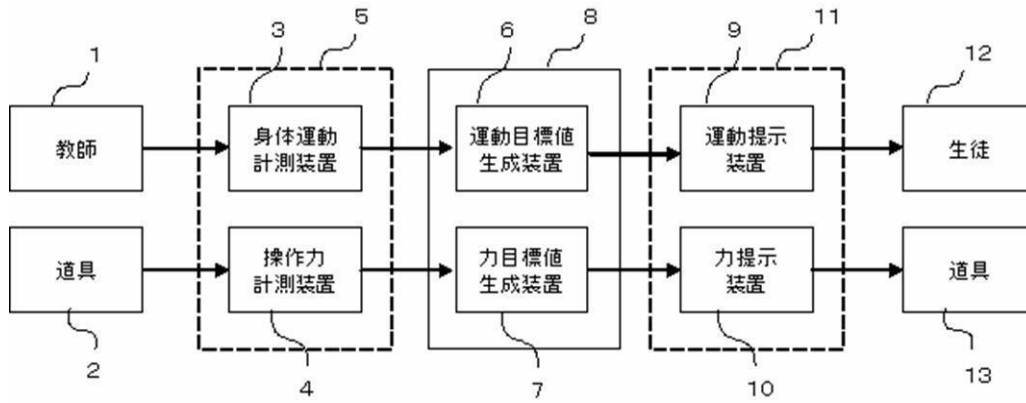 5
8
11
3
6
9
12
1
教師
身体運動
計測装置
運動目標値
生成装置
運動提示
装置
生徒
道具
操作力
計測装置
力目標値
生成装置
力提示
装置
道具
2
4
7
10
13